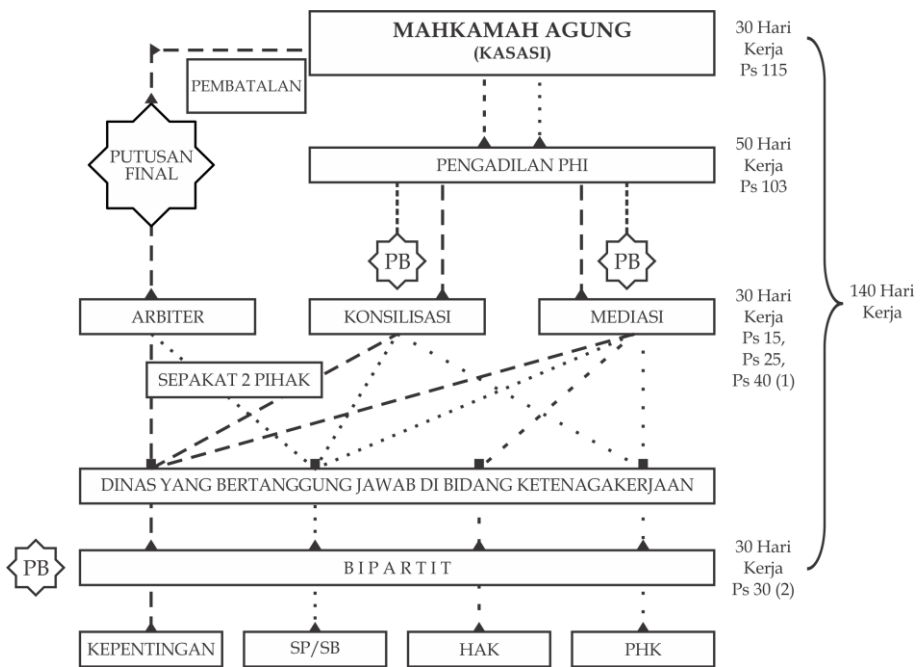 MAHKAMAH AGUNG
(KASASI)
30 Hari
Kerja
Ps 115
PEMBATALAN
PUTUSAN
FINAL
PENGADILAN PHI
50 Hari
Kerja
Ps 103
PB
PB
ARBITER
KONSILISASI
MEDIASI
30 Hari
Kerja
Ps 15,
Ps 25,
Ps 40 (1)
140 Hari
Kerja
SEPAKAT 2 PIHAK
DINAS YANG BERTANGGUNG JAWAB DI BIDANG KETENAGAKERJAAN
PB
BIPARTIT
30 Hari
Kerja
Ps 30 (2)
KEPENTINGAN
SP/SB
HAK
PHK